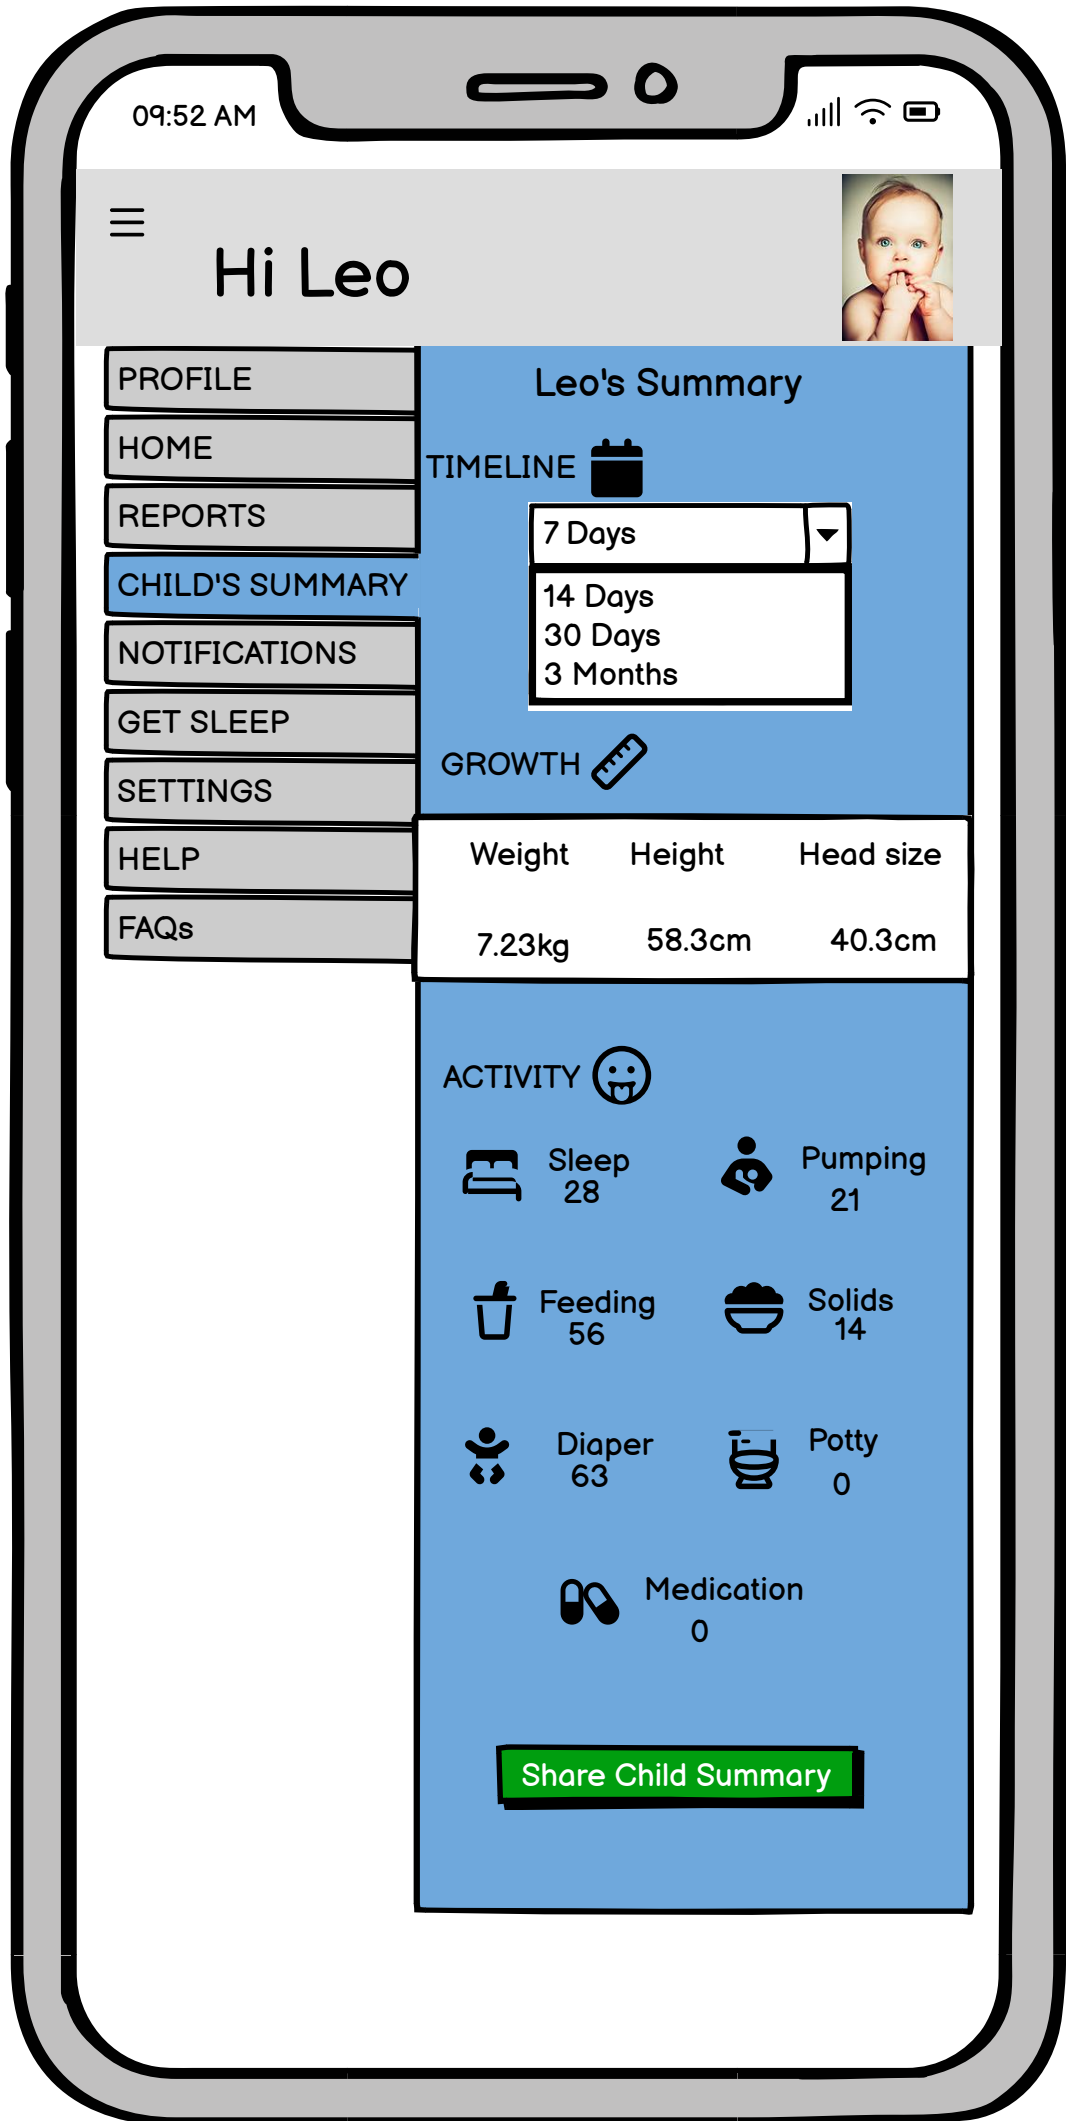 09:52 AM
Hi Leo
PROFILE
HOME
REPORTS
CHILD'S SUMMARY
NOTIFICATIONS
GET SLEEP
SETTINGS
HELP
FAQs
Leo's Summary
TIMELINE
7 Days
14 Days
30 Days
3 Months
GROWTH
Weight Height Head size
7.23kg 58.3cm 40.3cm
ACTIVITY
Sleep
28
Pumping
21
Feeding
56
Solids
14
Diaper
63
Potty
0
Medication
0
Share Child Summary